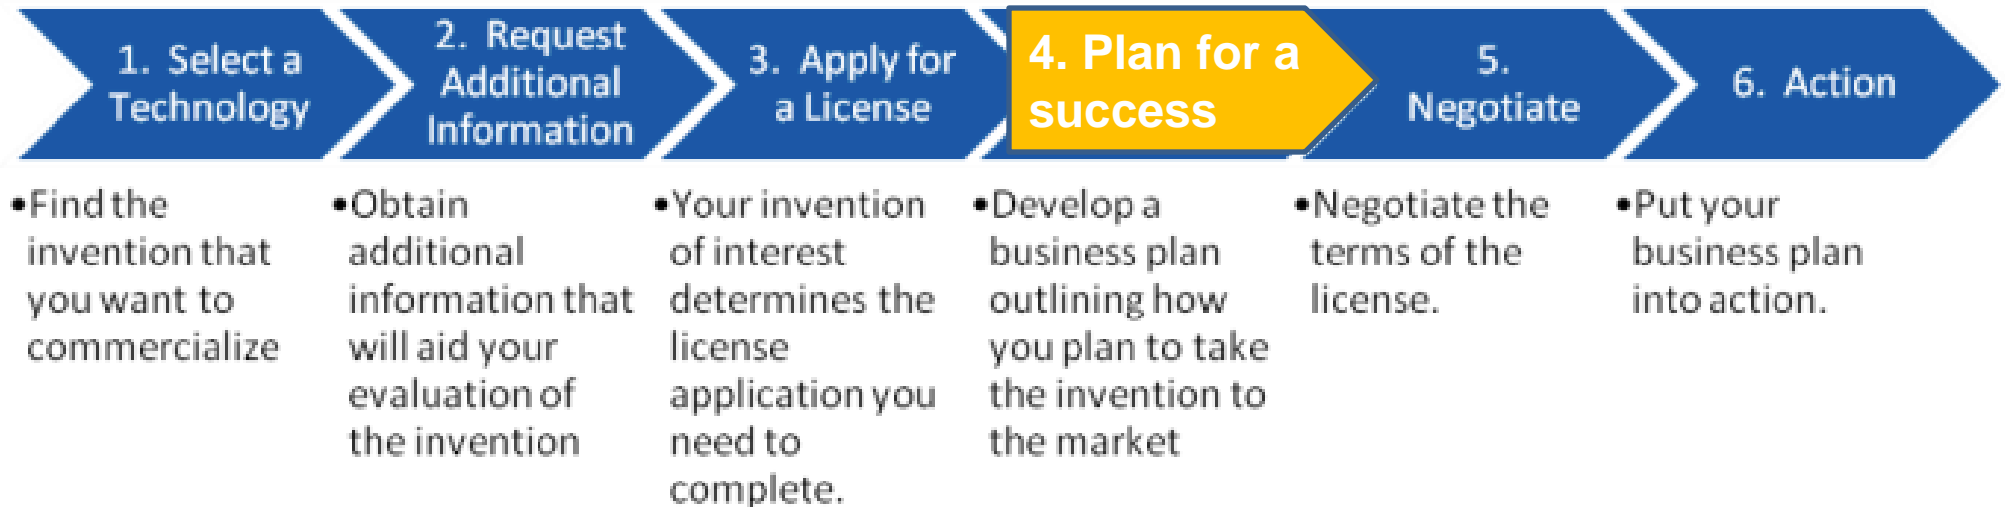 1. Select a
Technology
2. Request
Additional
Information
3. Apply for
a License
4. Plan for a
success
5.
Negotiate
6. Action
•Find the
invention that
you want to
commercialize
•Obtain
additional
information that
will aid your
evaluation of
the invention
•Your invention
of interest
determines the
license
application you
need to
complete.
•Develop a
business plan
outlining how
you plan to take
the invention to
the market
•Negotiate the
terms of the
license.
•Put your
business plan
into action.